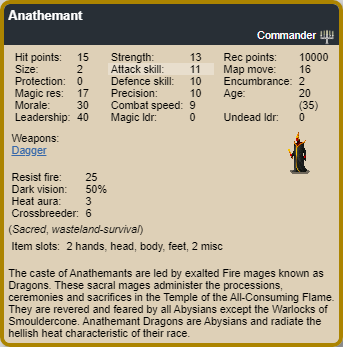 Anathemant
Commander
Hit points: 15 Strength: 13 Rec points: 10000
Size: 2 Attack skill: 11 Map move: 16
Protection: 0 Defence skill: 10 Encumbrance: 2
Magic res: 17 Precision: 10 Age: 20
Morale: 30 Combat speed: 9 (35)
Leadership: 40 Magic ldr: 0 Undead ldr: 0
Weapons:
Dagger
Resist fire: 25
Dark vision: 50%
Heat aura: 3
Crossbreeder: 6
(Sacred, wasteland-survival)
Item slots: 2 hands, head, body, feet, 2 misc
The caste of Anathemants are led by exalted Fire mages known as
Dragons. These sacral mages administer the processions,
ceremonies and sacrifices in the Temple of the All-Consuming Flame.
They are revered and feared by all Abysians except the Warlocks of
Smouldercone. Anathemant Dragons are Abysians and radiate the
hellish heat characteristic of their race.